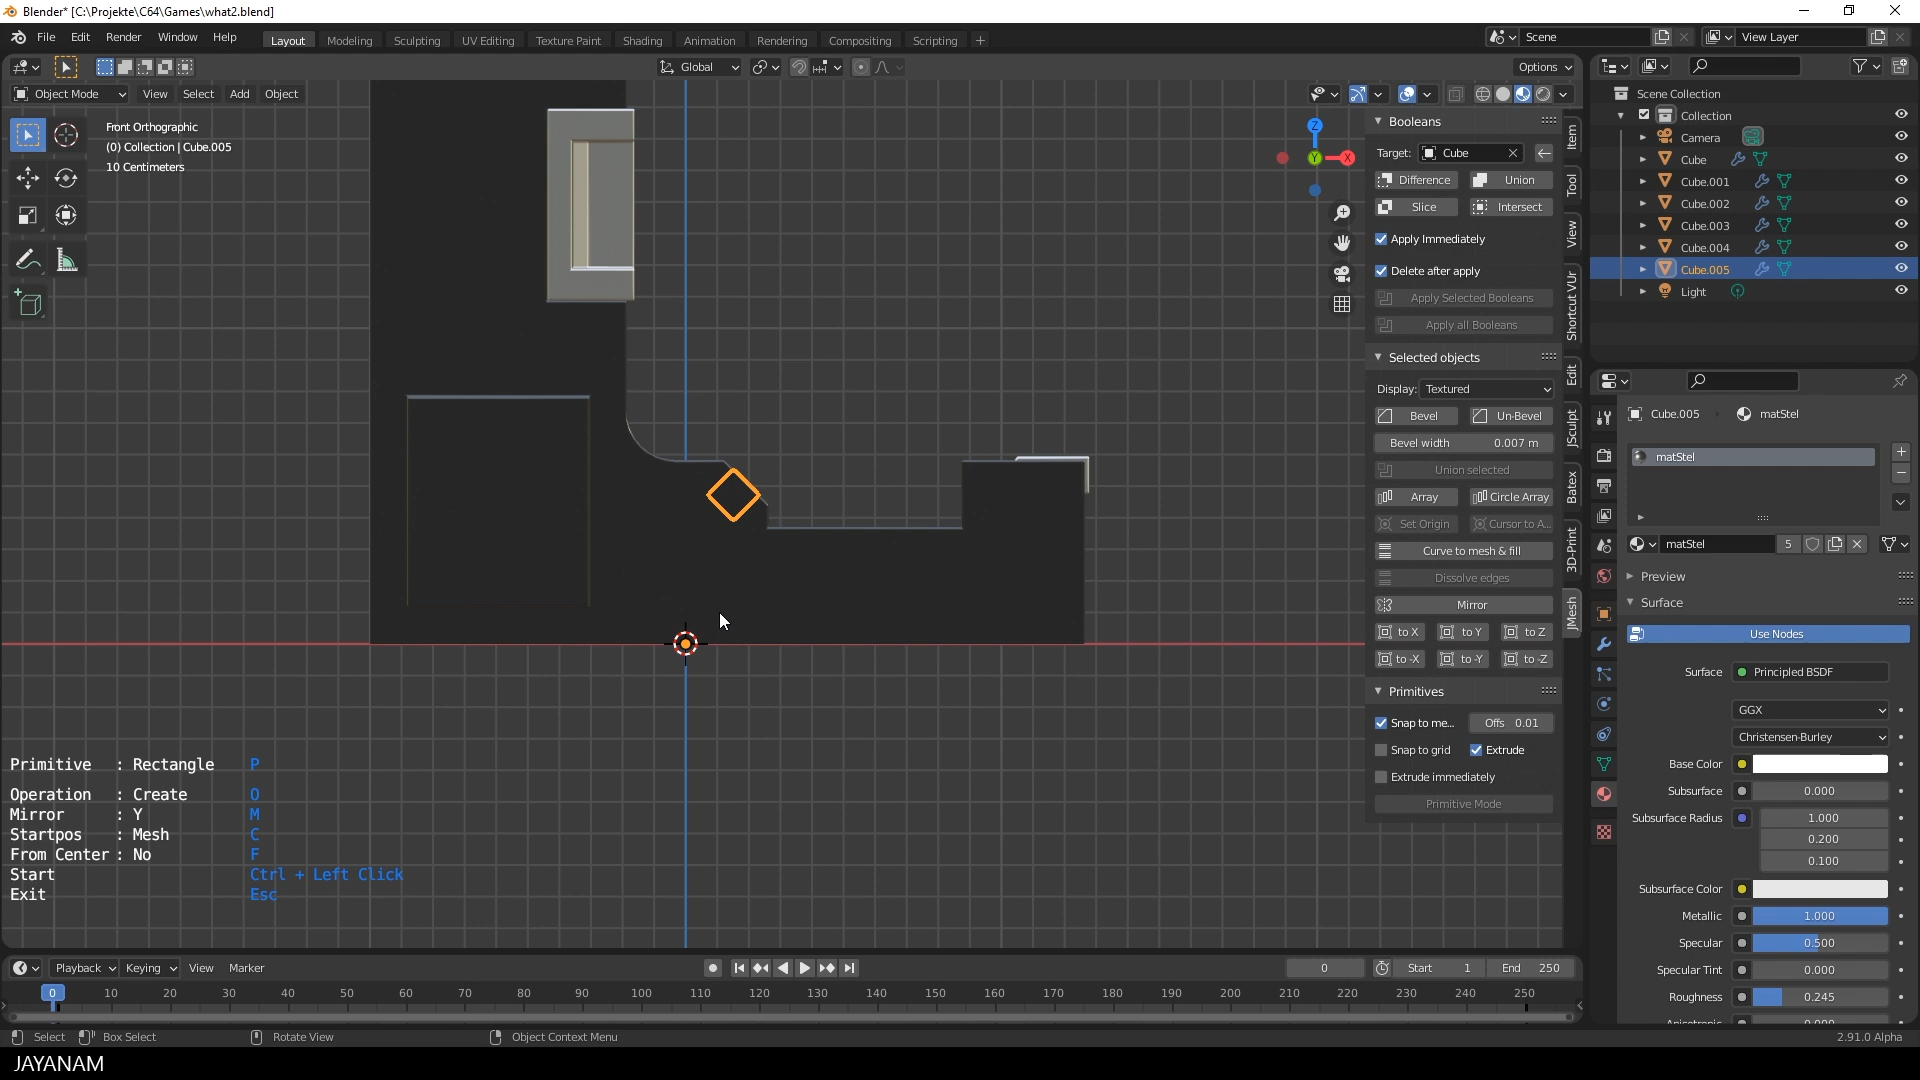 Blender* [C:\Projekte\C64\Games\what2.blend]
File Edit Render Window Help Layout Modeling Sculpting UV Editing Texture Paint Shading Animation Rendering Compositing Scripting + Scene View Layer
Global Options
Object Mode View Select Add Object
Front Orthographic
(0) Collection | Cube.005
10 Centimeters
Z
Y
X
Booleans
Target: Cube
Difference Union
Slice Intersect
Apply Immediately
Delete after apply
Apply Selected Booleans
Apply all Booleans
Selected objects
Display: Textured
Bevel Un-Bevel
Bevel width 0.007 m
Union selected
Array Circle Array
Set Origin Cursor to A...
Curve to mesh & fill
Dissolve edges
Mirror
to X to Y to Z
to -X to -Y to -Z
Primitives
Snap to me... Offs 0.01
Snap to grid Extrude
Extrude immediately
Primitive Mode
Item
Tool
View
Shortcut VUr
Edit
JSculpt
Batex
3D-Print
JMesh
Scene Collection
Collection
Camera
Cube
Cube.001
Cube.002
Cube.003
Cube.004
Cube.005
Light
Cube.005 matStel
matStel
matStel 5
Preview
Surface
Use Nodes
Surface Principled BSDF
GGX
Christensen-Burley
Base Color
Subsurface 0.000
Subsurface Radius 1.000
0.200
0.100
Subsurface Color
Metallic 1.000
Specular 0.500
Specular Tint 0.000
Roughness 0.245
Primitive : Rectangle P
Operation : Create O
Mirror : Y M
Startpos : Mesh C
From Center : No F
Start Ctrl + Left Click
Exit Esc
Playback Keying View Marker 0 Start 1 End 250
0 10 20 30 40 50 60 70 80 90 100 110 120 130 140 150 160 170 180 190 200 210 220 230 240 250
Select Box Select Rotate View Object Context Menu 2.91.0 Alpha
JAYANAM